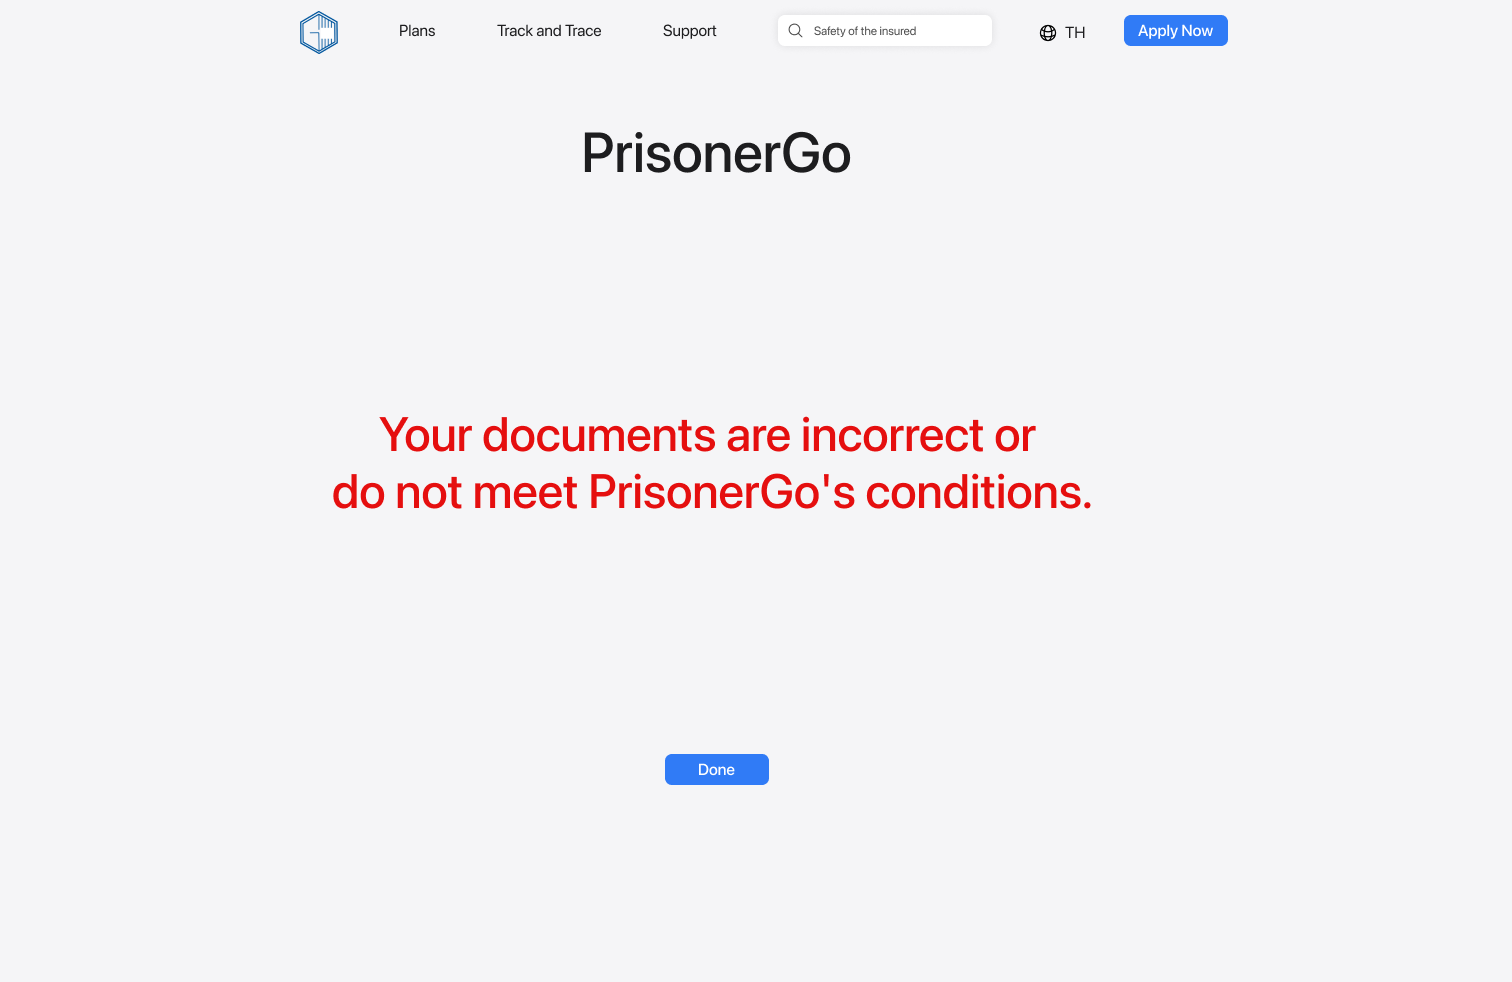 Plans
Track and Trace
Support
Safety of the insured
TH
Apply Now
PrisonerGo
Your documents are incorrect or
do not meet PrisonerGo's conditions.
Done